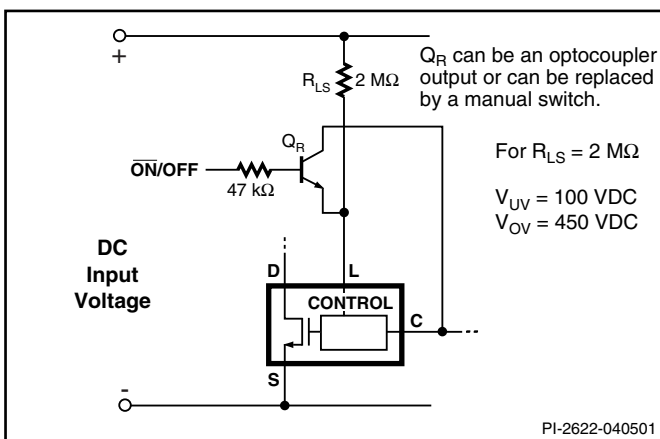 +
R_LS 2 MΩ
Q_R can be an optocoupler
output or can be replaced
by a manual switch.
Q_R
For R_LS = 2 MΩ
ON/OFF
47 kΩ
V_UV = 100 VDC
V_OV = 450 VDC
DC
Input
Voltage
D
L
CONTROL
C
S
-
PI-2622-040501